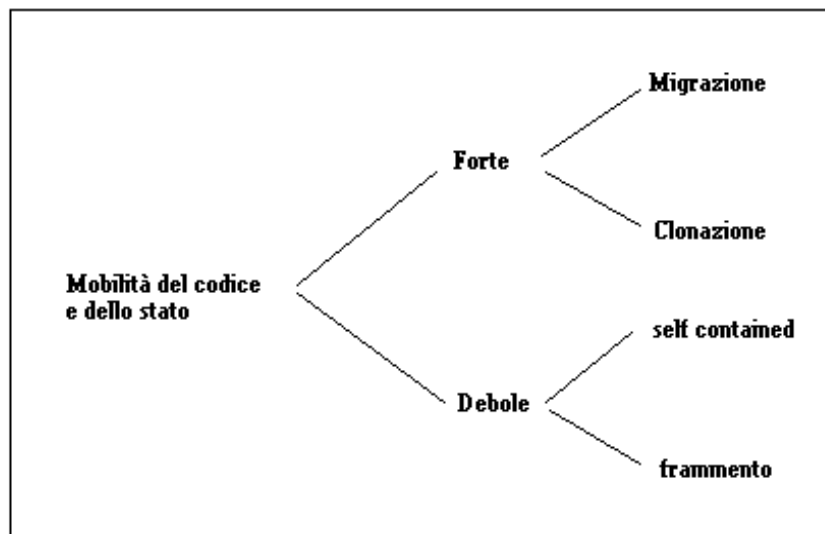 Migrazione
Forte
Clonazione
Mobilità del codice
e dello stato
self contained
Debole
frammento